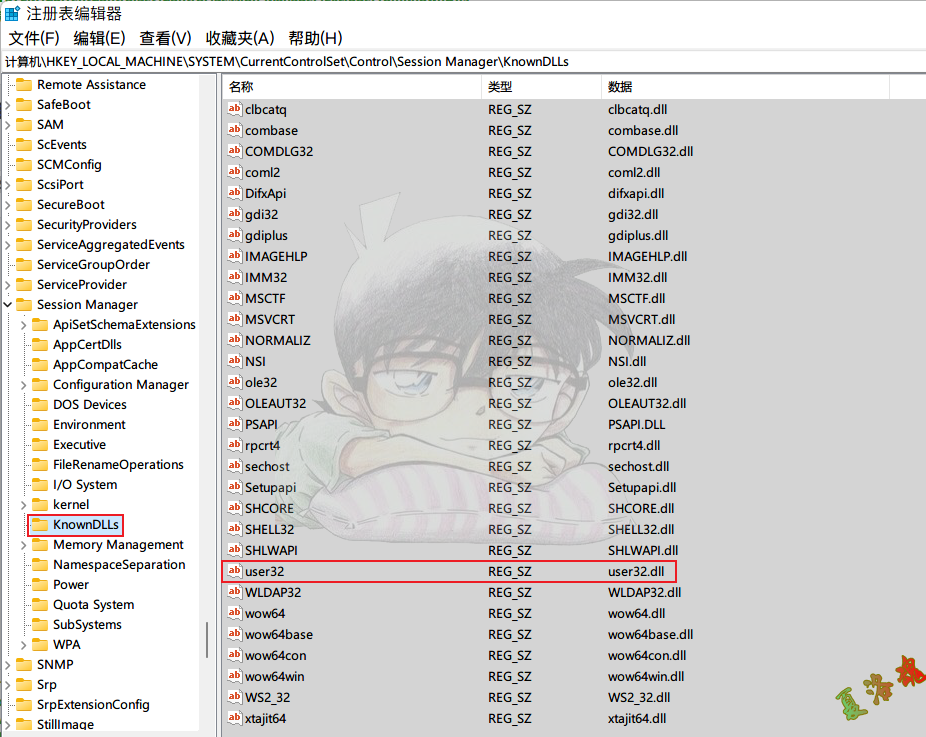 注册表编辑器
文件(F) 编辑(E) 查看(V) 收藏夹(A) 帮助(H)
计算机\HKEY_LOCAL_MACHINE\SYSTEM\CurrentControlSet\Control\Session Manager\KnownDLLs
Remote Assistance
SafeBoot
SAM
ScEvents
SCMConfig
ScsiPort
SecureBoot
SecurityProviders
ServiceAggregatedEvents
ServiceGroupOrder
ServiceProvider
Session Manager
ApiSetSchemaExtensions
AppCertDlls
AppCompatCache
Configuration Manager
DOS Devices
Environment
Executive
FileRenameOperations
I/O System
kernel
KnownDLLs
Memory Management
NamespaceSeparation
Power
Quota System
SubSystems
WPA
SNMP
Srp
SrpExtensionConfig
StillImage
名称 类型 数据
clbcatq REG_SZ clbcatq.dll
combase REG_SZ combase.dll
COMDLG32 REG_SZ COMDLG32.dll
coml2 REG_SZ coml2.dll
DifxApi REG_SZ difxapi.dll
gdi32 REG_SZ gdi32.dll
gdiplus REG_SZ gdiplus.dll
IMAGEHLP REG_SZ IMAGEHLP.dll
IMM32 REG_SZ IMM32.dll
MSCTF REG_SZ MSCTF.dll
MSVCRT REG_SZ MSVCRT.dll
NORMALIZ REG_SZ NORMALIZ.dll
NSI REG_SZ NSI.dll
ole32 REG_SZ ole32.dll
OLEAUT32 REG_SZ OLEAUT32.dll
PSAPI REG_SZ PSAPI.DLL
rpcrt4 REG_SZ rpcrt4.dll
sechost REG_SZ sechost.dll
Setupapi REG_SZ Setupapi.dll
SHCORE REG_SZ SHCORE.dll
SHELL32 REG_SZ SHELL32.dll
SHLWAPI REG_SZ SHLWAPI.dll
user32 REG_SZ user32.dll
WLDAP32 REG_SZ WLDAP32.dll
wow64 REG_SZ wow64.dll
wow64base REG_SZ wow64base.dll
wow64con REG_SZ wow64con.dll
wow64win REG_SZ wow64win.dll
WS2_32 REG_SZ WS2_32.dll
xtajit64 REG_SZ xtajit64.dll